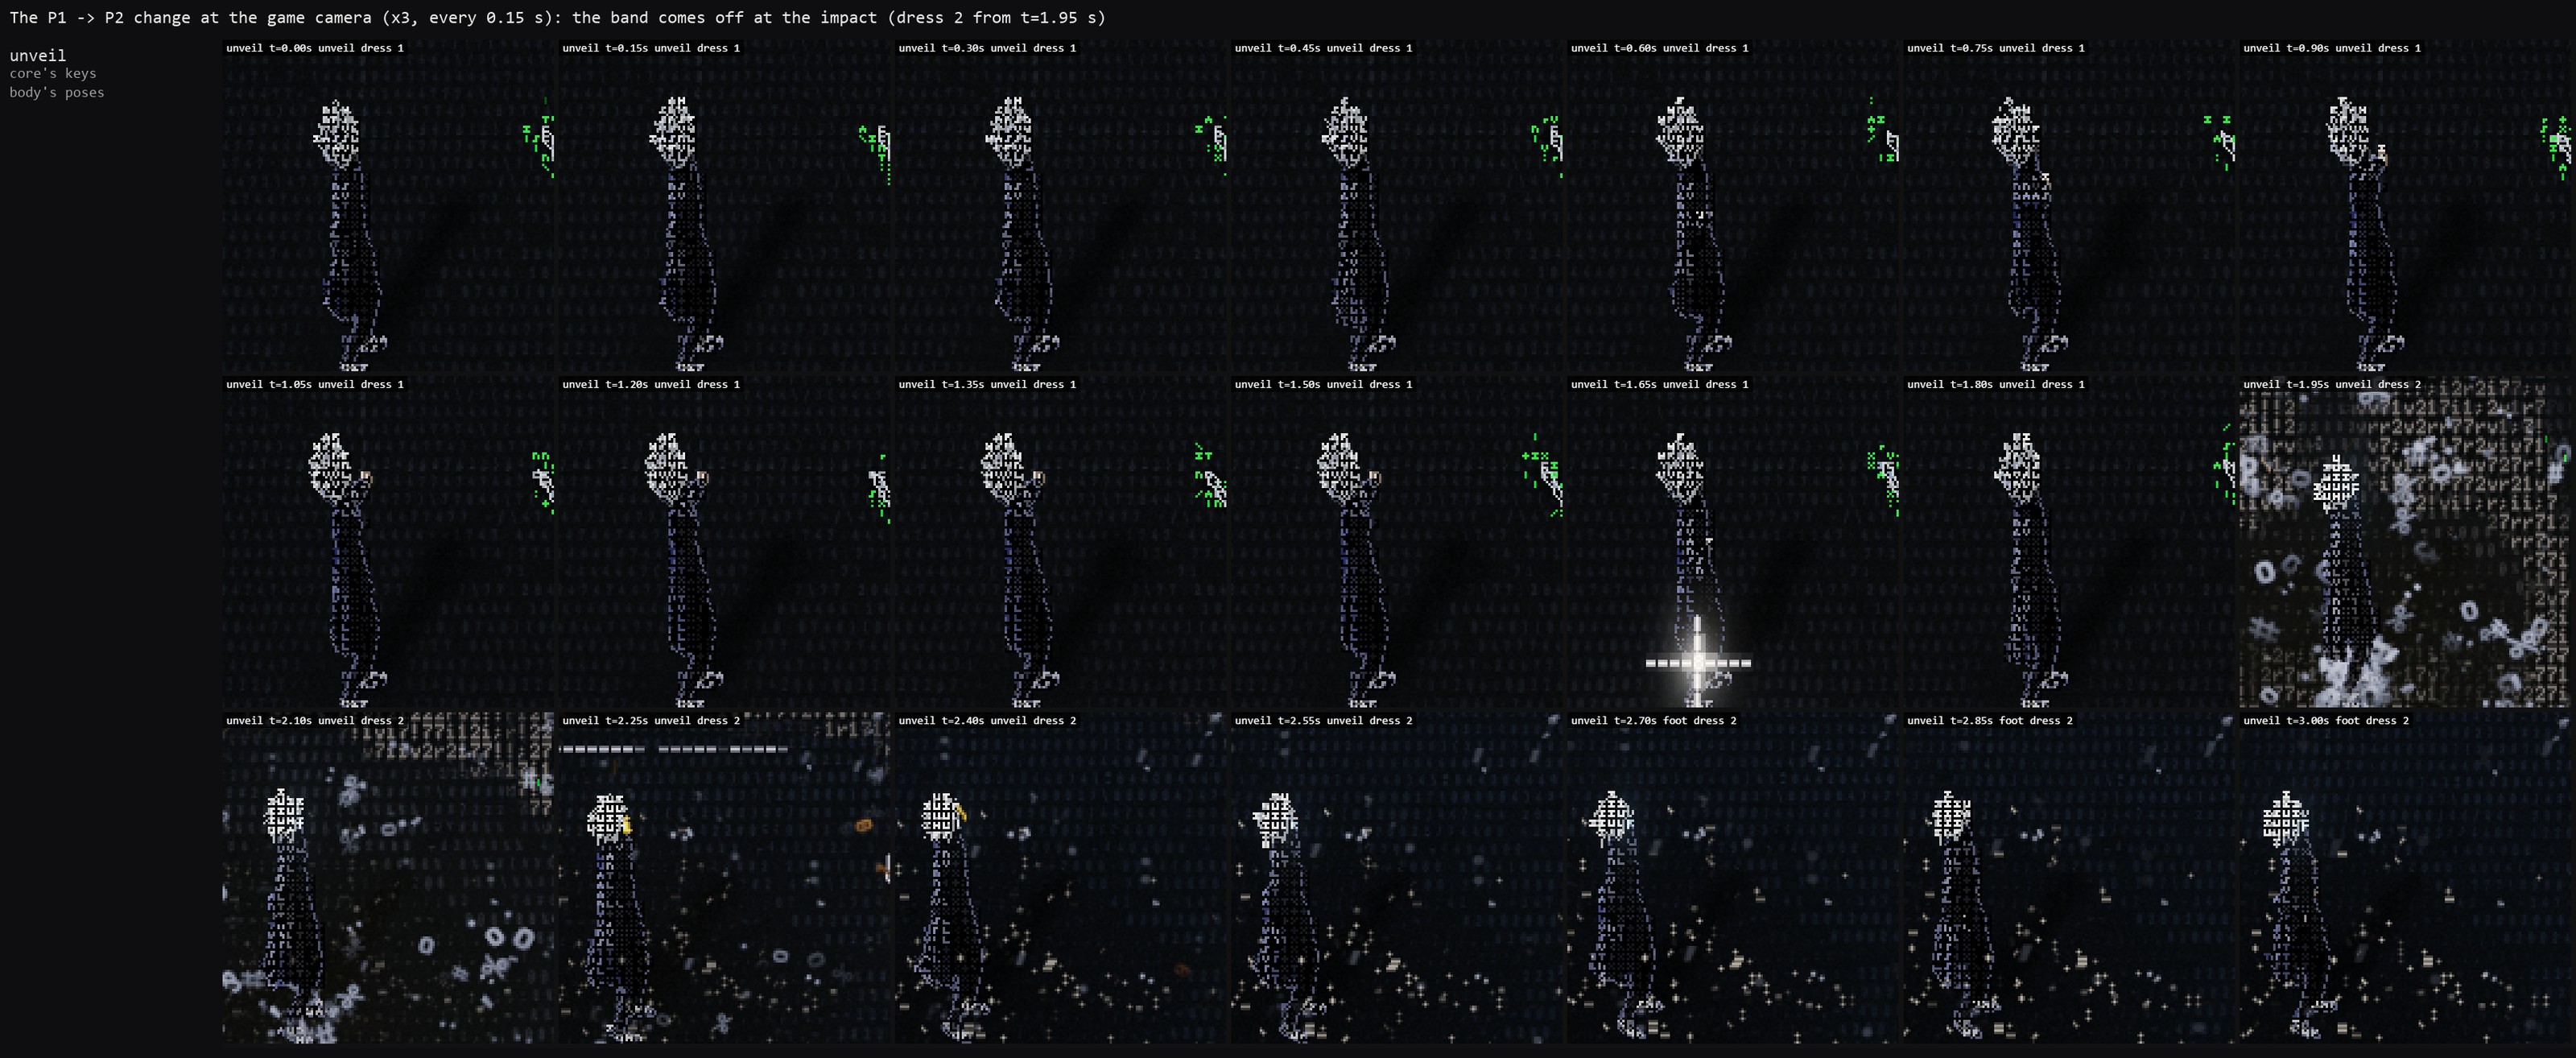 The P1 -> P2 change at the game camera (x3, every 0.15 s): the band comes off at the impact (dress 2 from t=1.95 s)
unveil
core's keys
body's poses
unveil t=0.00s unveil dress 1
unveil t=0.15s unveil dress 1
unveil t=0.30s unveil dress 1
unveil t=0.45s unveil dress 1
unveil t=0.60s unveil dress 1
unveil t=0.75s unveil dress 1
unveil t=0.90s unveil dress 1
unveil t=1.05s unveil dress 1
unveil t=1.20s unveil dress 1
unveil t=1.35s unveil dress 1
unveil t=1.50s unveil dress 1
unveil t=1.65s unveil dress 1
unveil t=1.80s unveil dress 1
unveil t=1.95s unveil dress 2
unveil t=2.10s unveil dress 2
unveil t=2.25s unveil dress 2
unveil t=2.40s unveil dress 2
unveil t=2.55s unveil dress 2
unveil t=2.70s foot dress 2
unveil t=2.85s foot dress 2
unveil t=3.00s foot dress 2